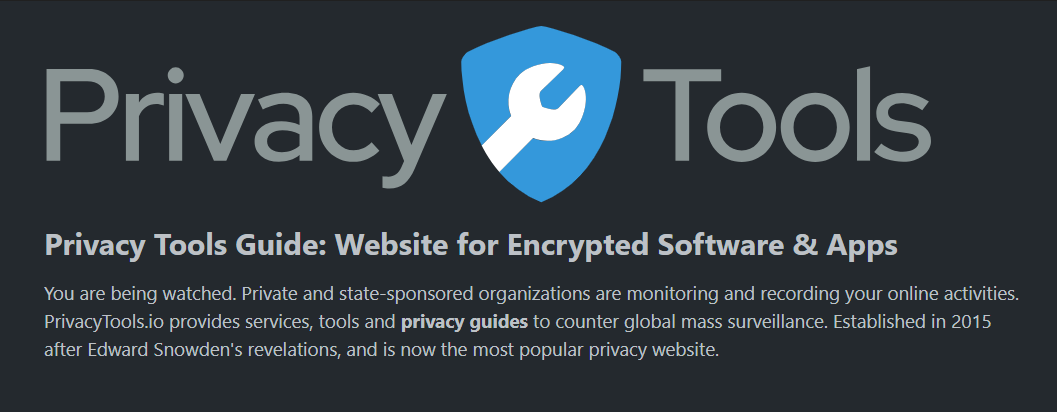 Privacy Tools
Privacy Tools Guide: Website for Encrypted Software & Apps
You are being watched. Private and state-sponsored organizations are monitoring and recording your online activities.
PrivacyTools.io provides services, tools and privacy guides to counter global mass surveillance. Established in 2015
after Edward Snowden's revelations, and is now the most popular privacy website.